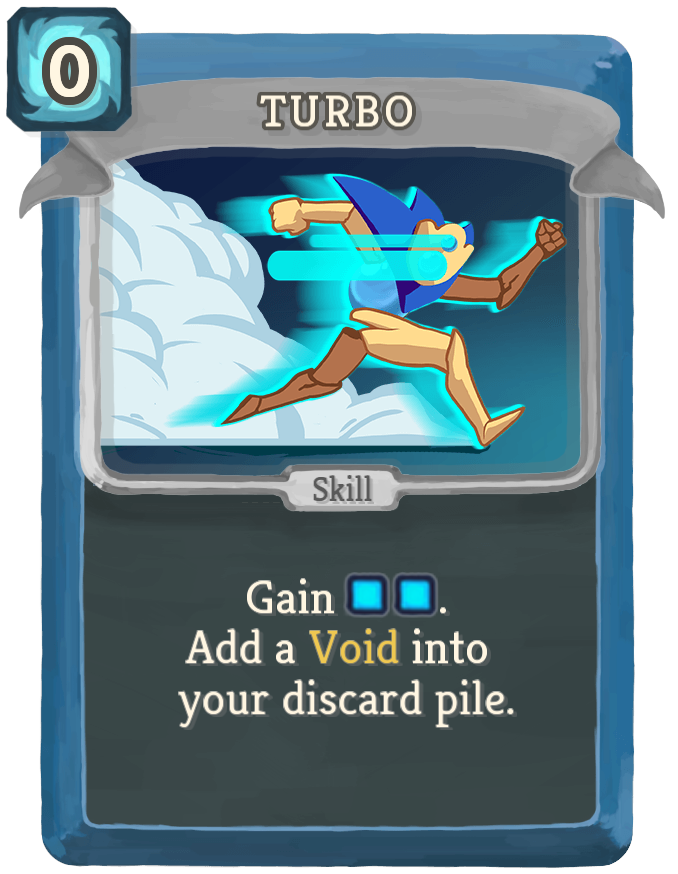 0
TURBO
Skill
Gain .
Add a Void into
your discard pile.